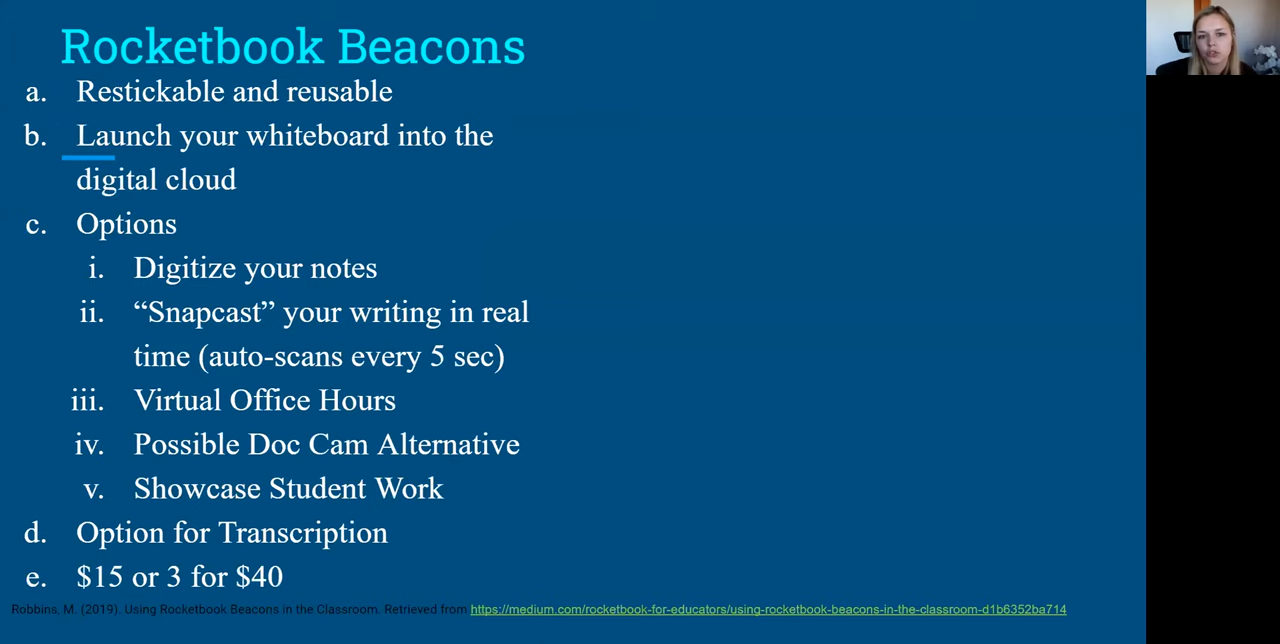 Rocketbook Beacons
a. Restickable and reusable
b. Launch your whiteboard into the
digital cloud
c. Options
i. Digitize your notes
ii. “Snapcast” your writing in real
time (auto-scans every 5 sec)
iii. Virtual Office Hours
iv. Possible Doc Cam Alternative
v. Showcase Student Work
d. Option for Transcription
e. $15 or 3 for $40
Robbins, M. (2019). Using Rocketbook Beacons in the Classroom. Retrieved from https://medium.com/rocketbook-for-educators/using-rocketbook-beacons-in-the-classroom-d1b6352ba714